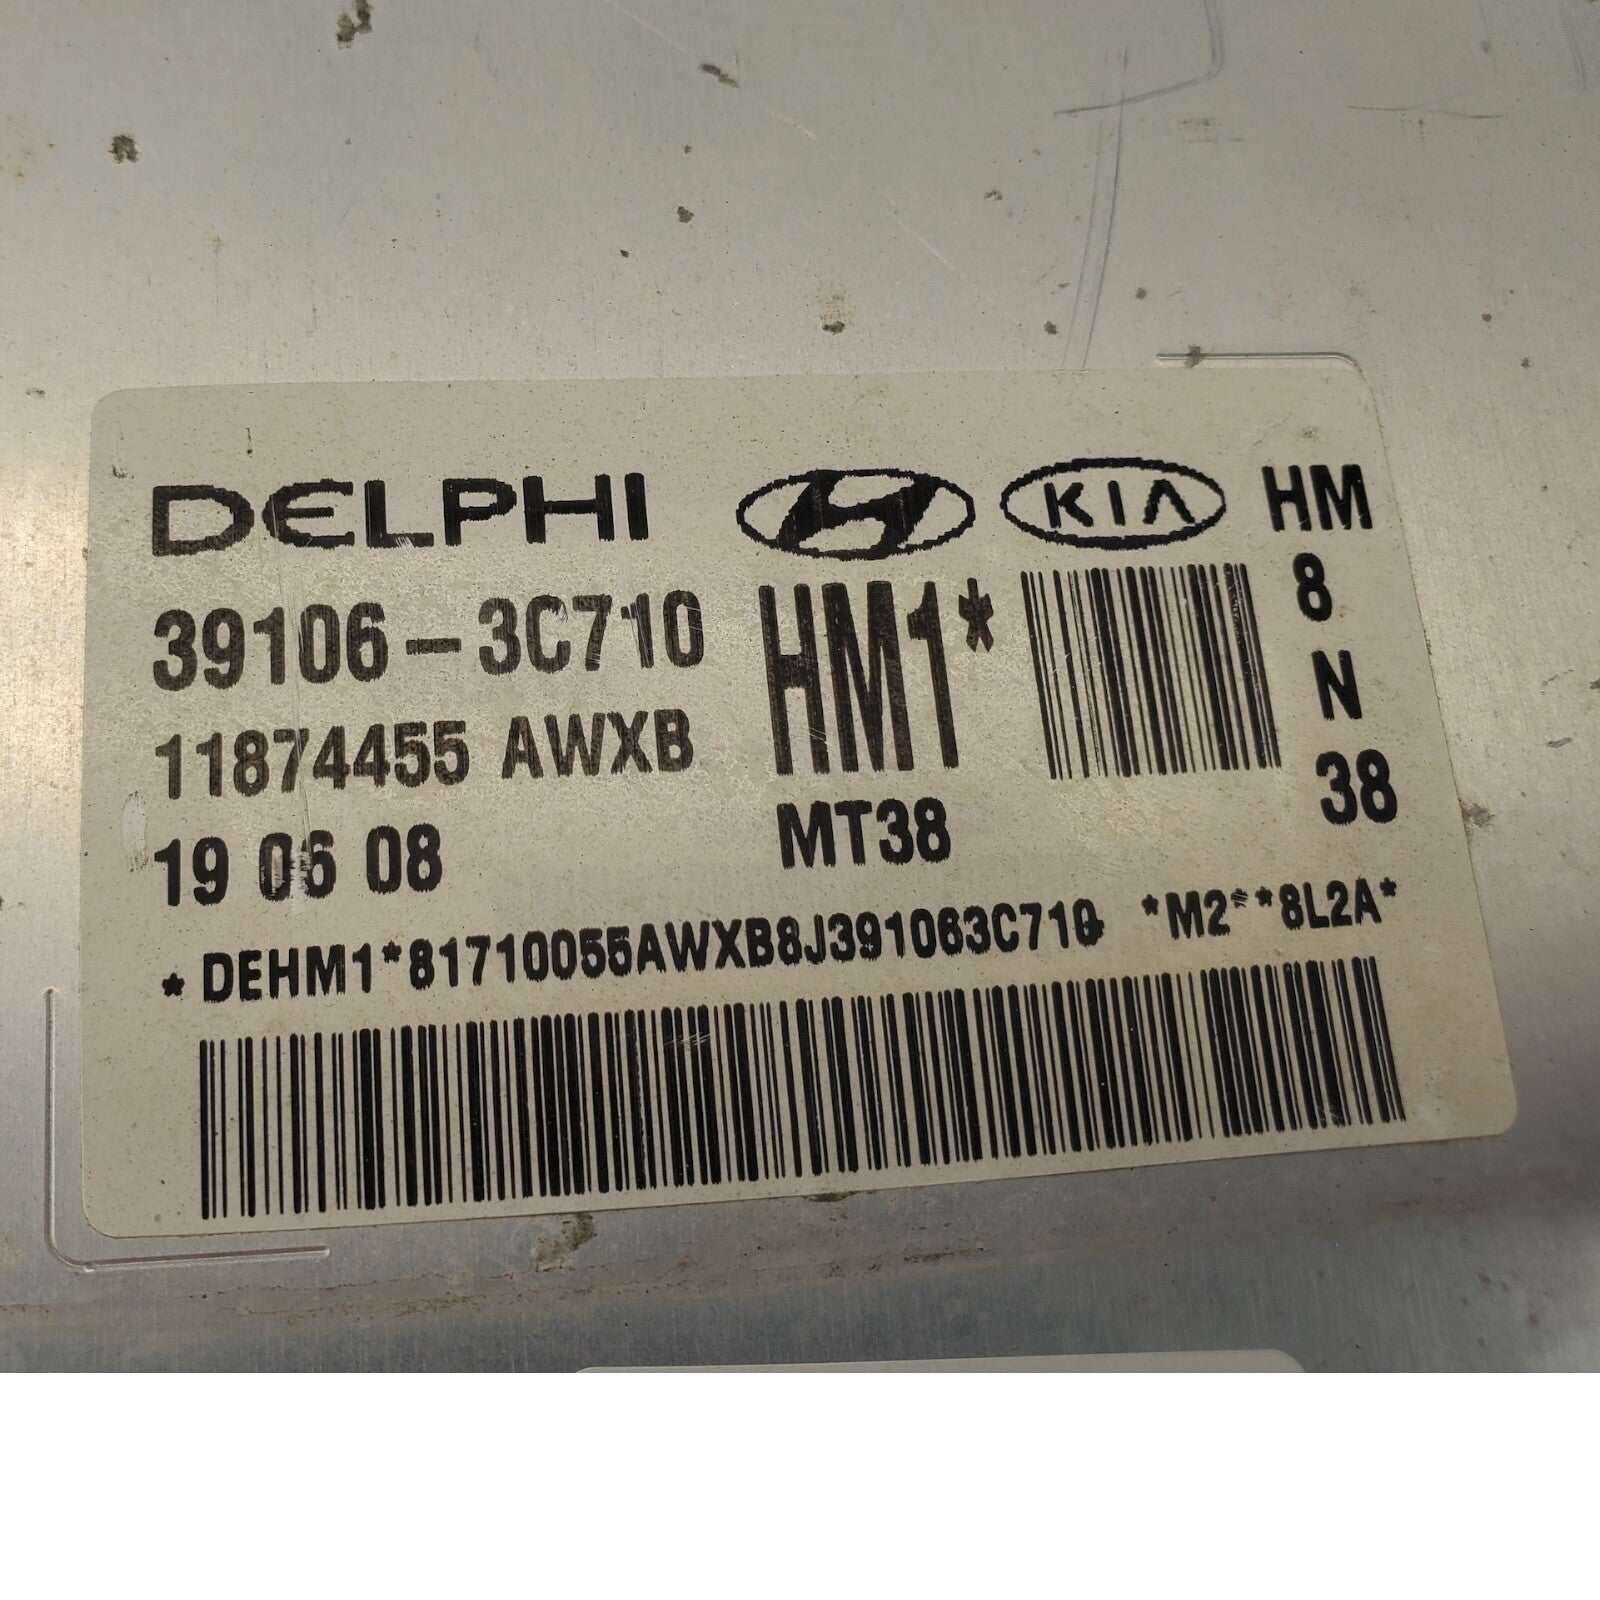 DELPHI KIA HM
39106-3C710 HM1* 8
11874455 AWXB N
19 06 08 MT38 38
* DEHM1*81710055AWXB8J391063C710 *M2**8L2A*